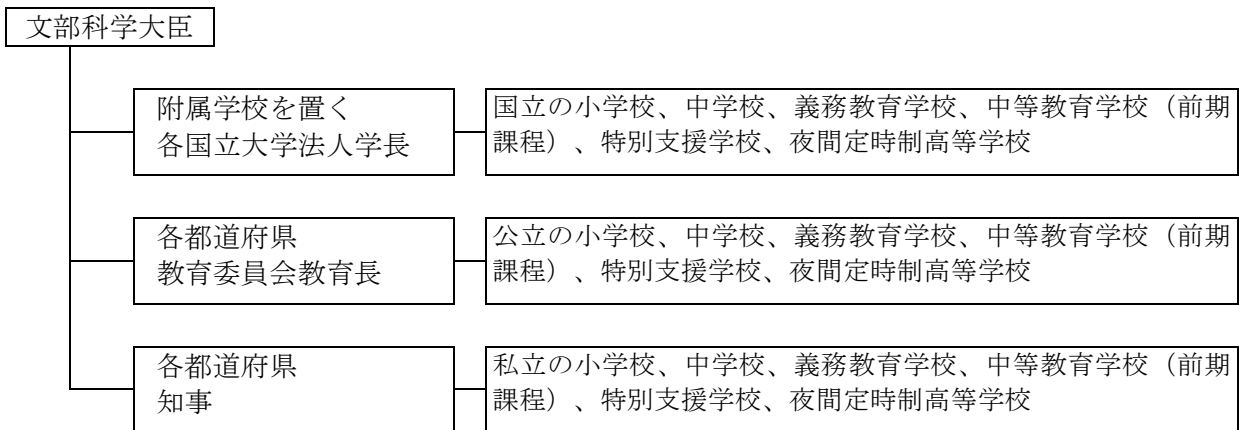 文部科学大臣
附属学校を置く
各国立大学法人学長
国立の小学校、中学校、義務教育学校、中等教育学校（前期
課程）、特別支援学校、夜間定時制高等学校
各都道府県
教育委員会教育長
公立の小学校、中学校、義務教育学校、中等教育学校（前期
課程）、特別支援学校、夜間定時制高等学校
各都道府県
知事
私立の小学校、中学校、義務教育学校、中等教育学校（前期
課程）、特別支援学校、夜間定時制高等学校